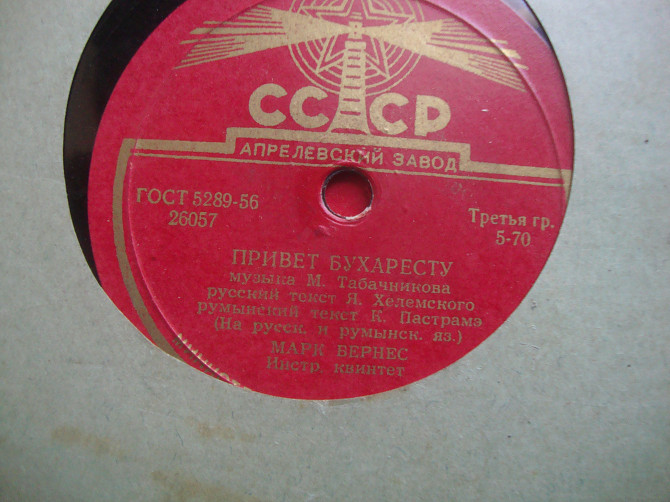 СССР
АПРЕЛЕВСКИЙ ЗАВОД
ГОСТ 5289-56
26057
Третья гр.
5-70
ПРИВЕТ БУХАРЕСТУ
музыка М. Табачникова
русский текст Я. Хелемского
румынский текст К. Пастрамэ
(На русск. и румынск. яз.)
МАРК БЕРНЕС
Инстр. квинтет